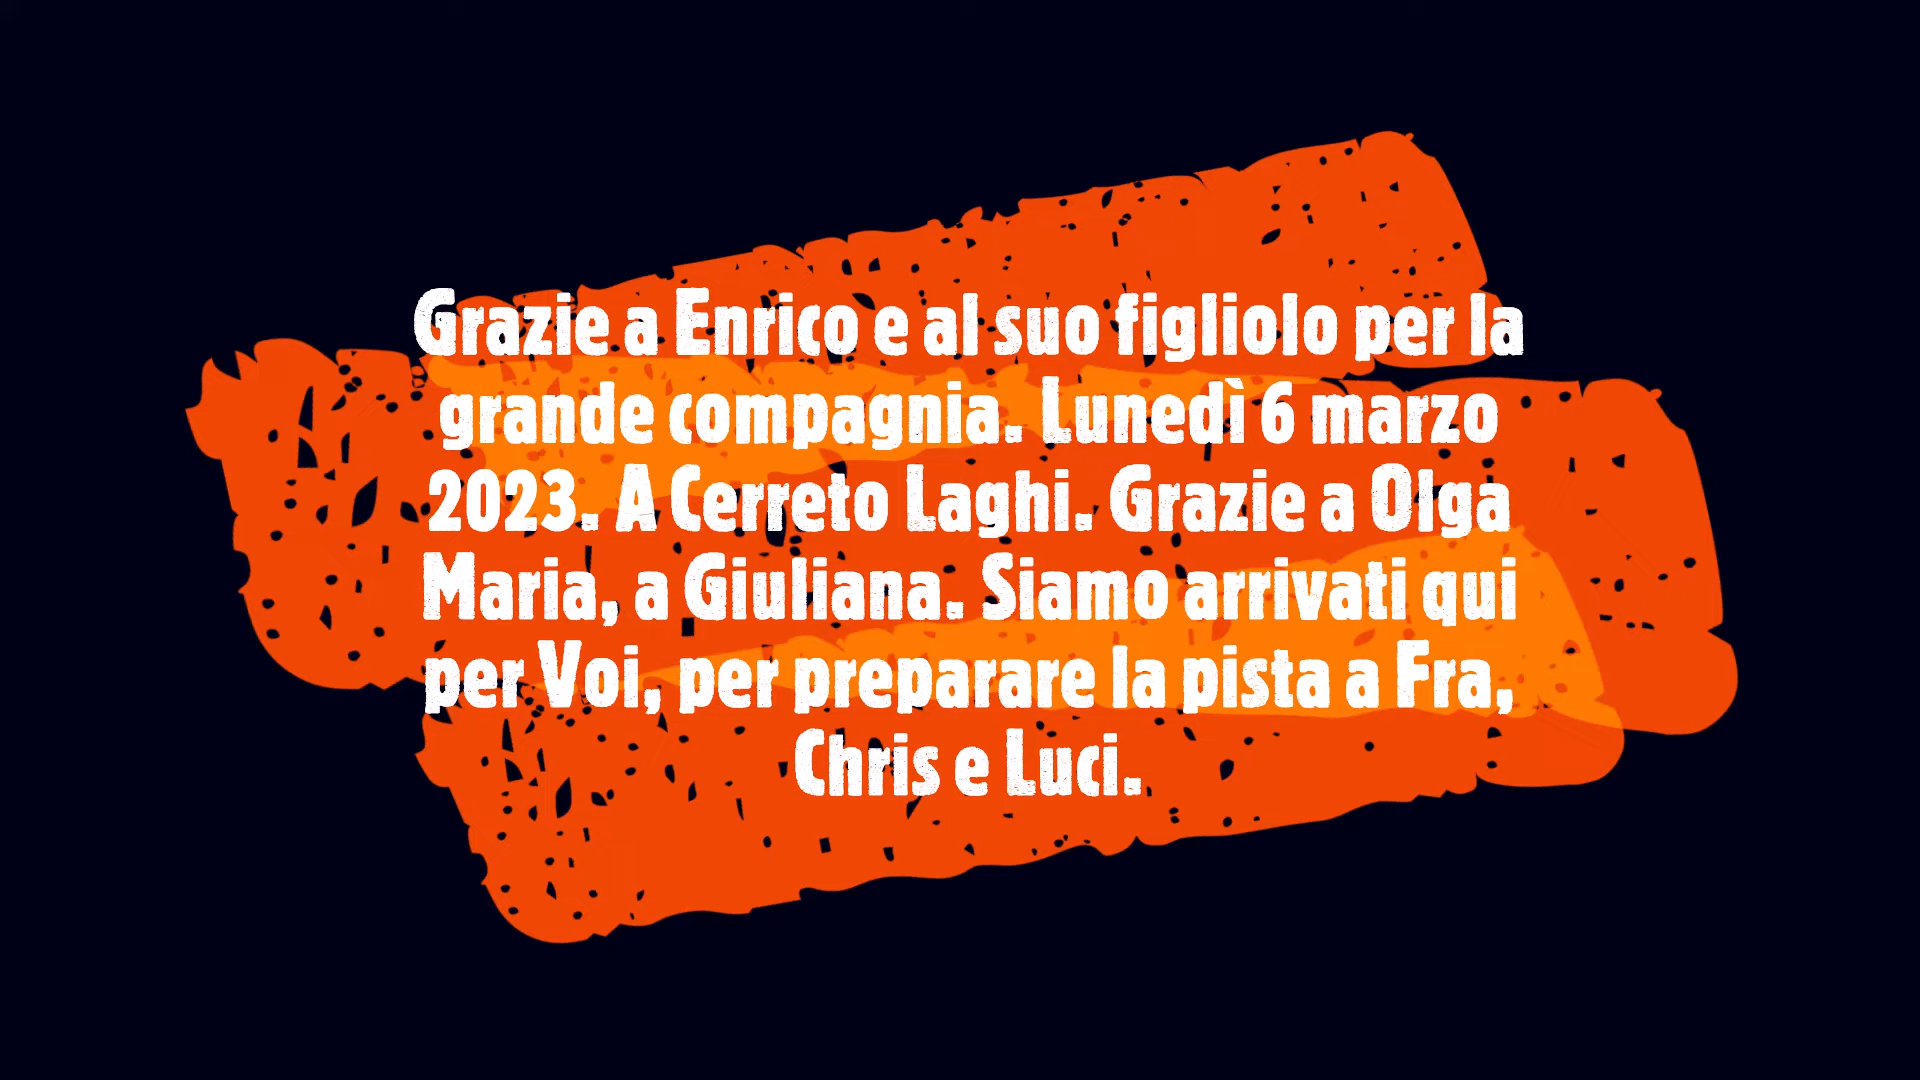 Grazie a Enrico e al suo figliolo per la
grande compagnia. Lunedì 6 marzo
2023. A Cerreto Laghi. Grazie a Olga
Maria, a Giuliana. Siamo arrivati qui
per Voi, per preparare la pista a Fra,
Chris e Luci.